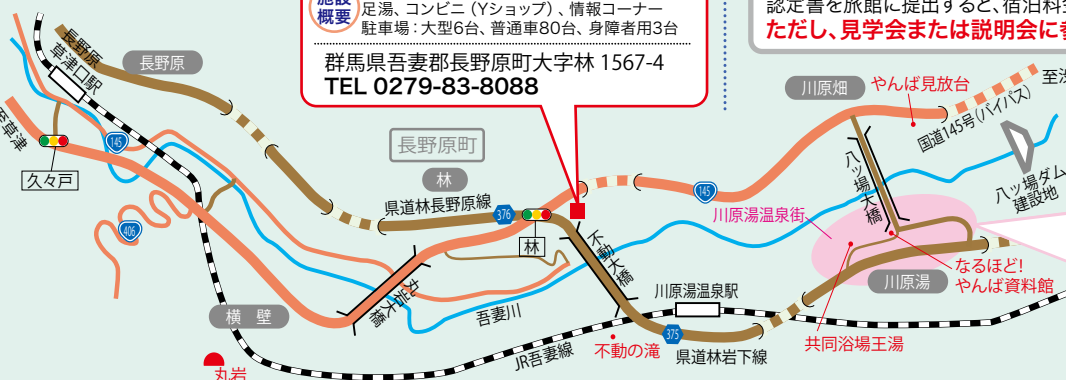 施設
概要
足湯、コンビニ（Yショップ）、情報コーナー
駐車場：大型6台、普通車80台、身障者用3台
群馬県吾妻郡長野原町大字林 1567-4
TEL 0279-83-8088
認定書を旅館に提出すると、宿泊料
ただし、見学会または説明会に
長野原
草津口駅
長野原
至草津
145
久々戸
406
長野原町
林
県道林長野原線
376
林
不動大橋
丸岩大橋
吾妻川
横壁
丸岩
JR吾妻線
不動の滝
川原湯温泉駅
375
県道林岩下線
145
川原畑
やんば見放台
国道145号（バイパス）
八ッ場ダム
建設地
八ッ場大橋
川原湯温泉街
川原湯
なるほど!
やんば資料館
共同浴場王湯